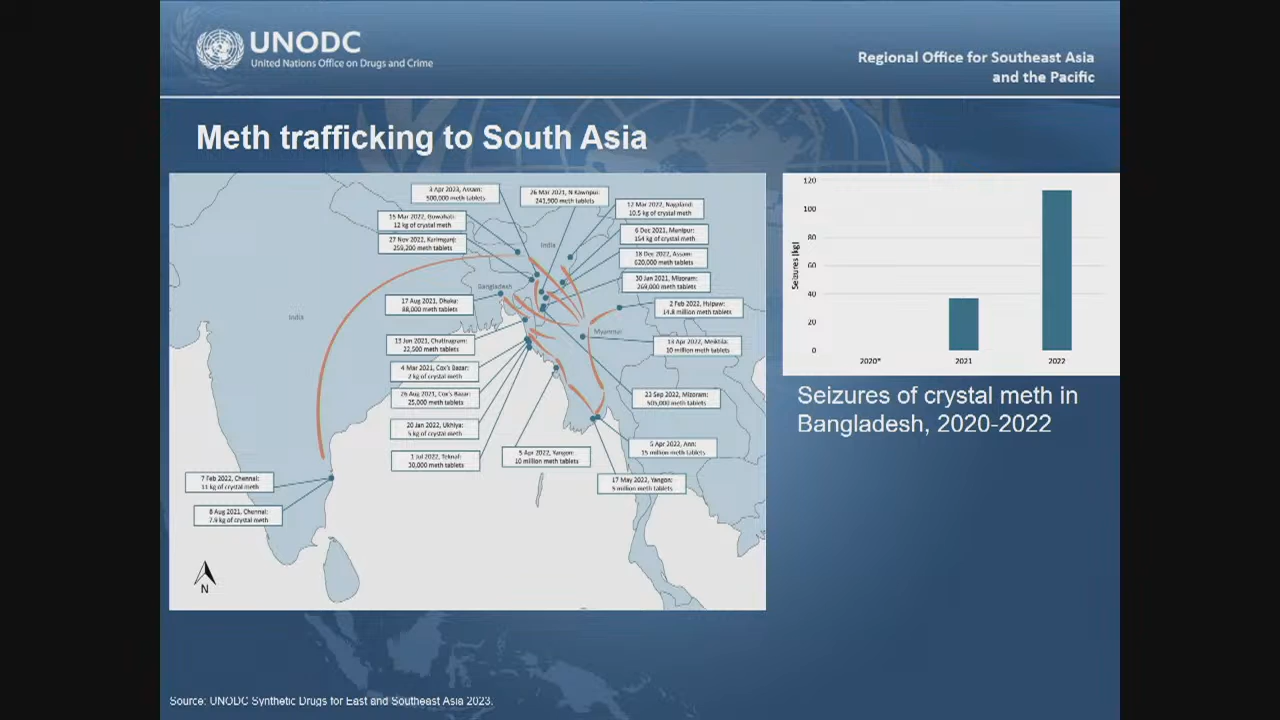 UNODC
United Nations Office on Drugs and Crime
Regional Office for Southeast Asia
and the Pacific
Meth trafficking to South Asia
3 Apr 2023, Assam:
500,000 meth tablets
26 Mar 2021, N Kawnpui:
241,900 meth tablets
12 Mar 2022, Nagaland:
10.5 kg of crystal meth
15 Mar 2022, Guwahati:
12 kg of crystal meth
6 Dec 2021, Manipur:
154 kg of crystal meth
27 Nov 2022, Karimganj:
259,200 meth tablets
18 Dec 2022, Assam:
620,000 meth tablets
30 Jan 2021, Mizoram:
269,000 meth tablets
India
Bangladesh
17 Aug 2021, Dhaka:
88,000 meth tablets
2 Feb 2022, Hsipaw:
14.8 million meth tablets
India
Myanmar
13 Jun 2021, Chattrugram:
22,500 meth tablets
13 Apr 2022, Meiktila:
10 million meth tablets
4 Mar 2021, Cox's Bazar:
2 kg of crystal meth
26 Aug 2021, Cox's Bazar:
25,000 meth tablets
23 Sep 2022, Mizoram:
505,000 meth tablets
20 Jan 2022, Ukhiya:
5 kg of crystal meth
5 Apr 2022, Ann:
15 million meth tablets
1 Jul 2022, Teknaf:
30,000 meth tablets
5 Apr 2022, Yangon:
10 million meth tablets
17 May 2022, Yangon:
9 million meth tablets
7 Feb 2022, Chennai:
11 kg of crystal meth
8 Aug 2021, Chennai:
7.9 kg of crystal meth
N
120
100
80
60
40
20
0
Seizures (kg)
2020*
2021
2022
Seizures of crystal meth in
Bangladesh, 2020-2022
Source: UNODC Synthetic Drugs for East and Southeast Asia 2023.